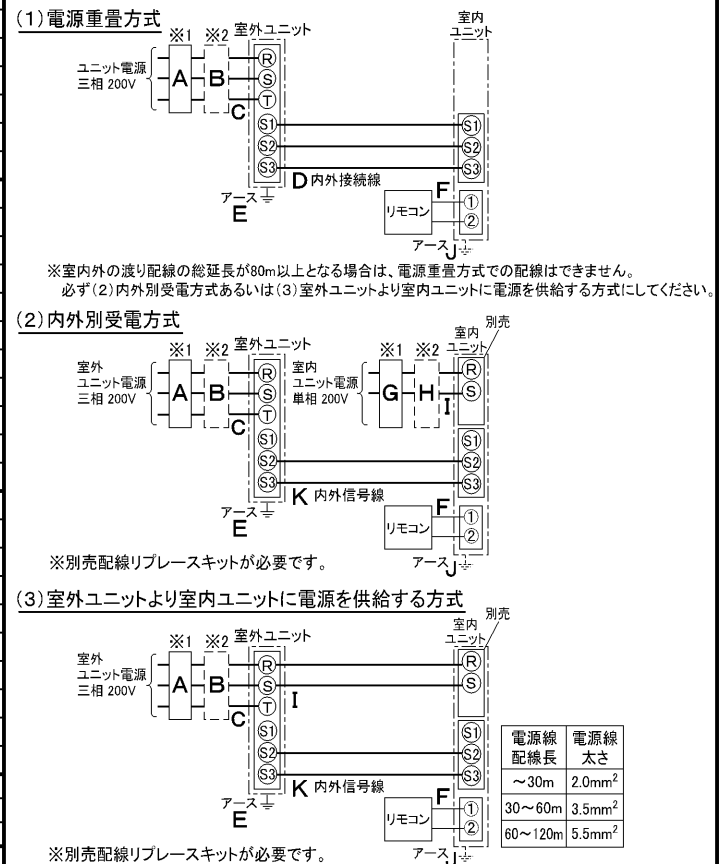 (1)電源重畳方式
※1 ※2 室外ユニット
室内
ユニット
ユニット電源
三相 200V
A B
C
R
S
T
S1
S2
S3
S1
S2
S3
D 内外接続線
アース
E
F
リモコン
①
②
アース
J
※室内外の渡り配線の総延長が80m以上となる場合は、電源重畳方式での配線はできません。
必ず(2)内外別受電方式あるいは(3)室外ユニットより室内ユニットに電源を供給する方式にしてください。
(2)内外別受電方式
※1 ※2 室外ユニット
室外
ユニット電源
三相 200V
A B
C
R
S
T
S1
S2
S3
※1 ※2
室内
ユニット電源
単相 200V
G H
I
室内
ユニット
別売
R
S
S1
S2
S3
K 内外信号線
アース
E
F
リモコン
①
②
アース
J
※別売配線リプレースキットが必要です。
(3)室外ユニットより室内ユニットに電源を供給する方式
※1 ※2 室外ユニット
室外
ユニット電源
三相 200V
A B
C
R
S
T
S1
S2
S3
I
室内
ユニット
別売
R
S
S1
S2
S3
K 内外信号線
アース
E
F
リモコン
①
②
アース
J
電源線配線長 電源線太さ
～30m 2.0mm²
30～60m 3.5mm²
60～120m 5.5mm²
※別売配線リプレースキットが必要です。